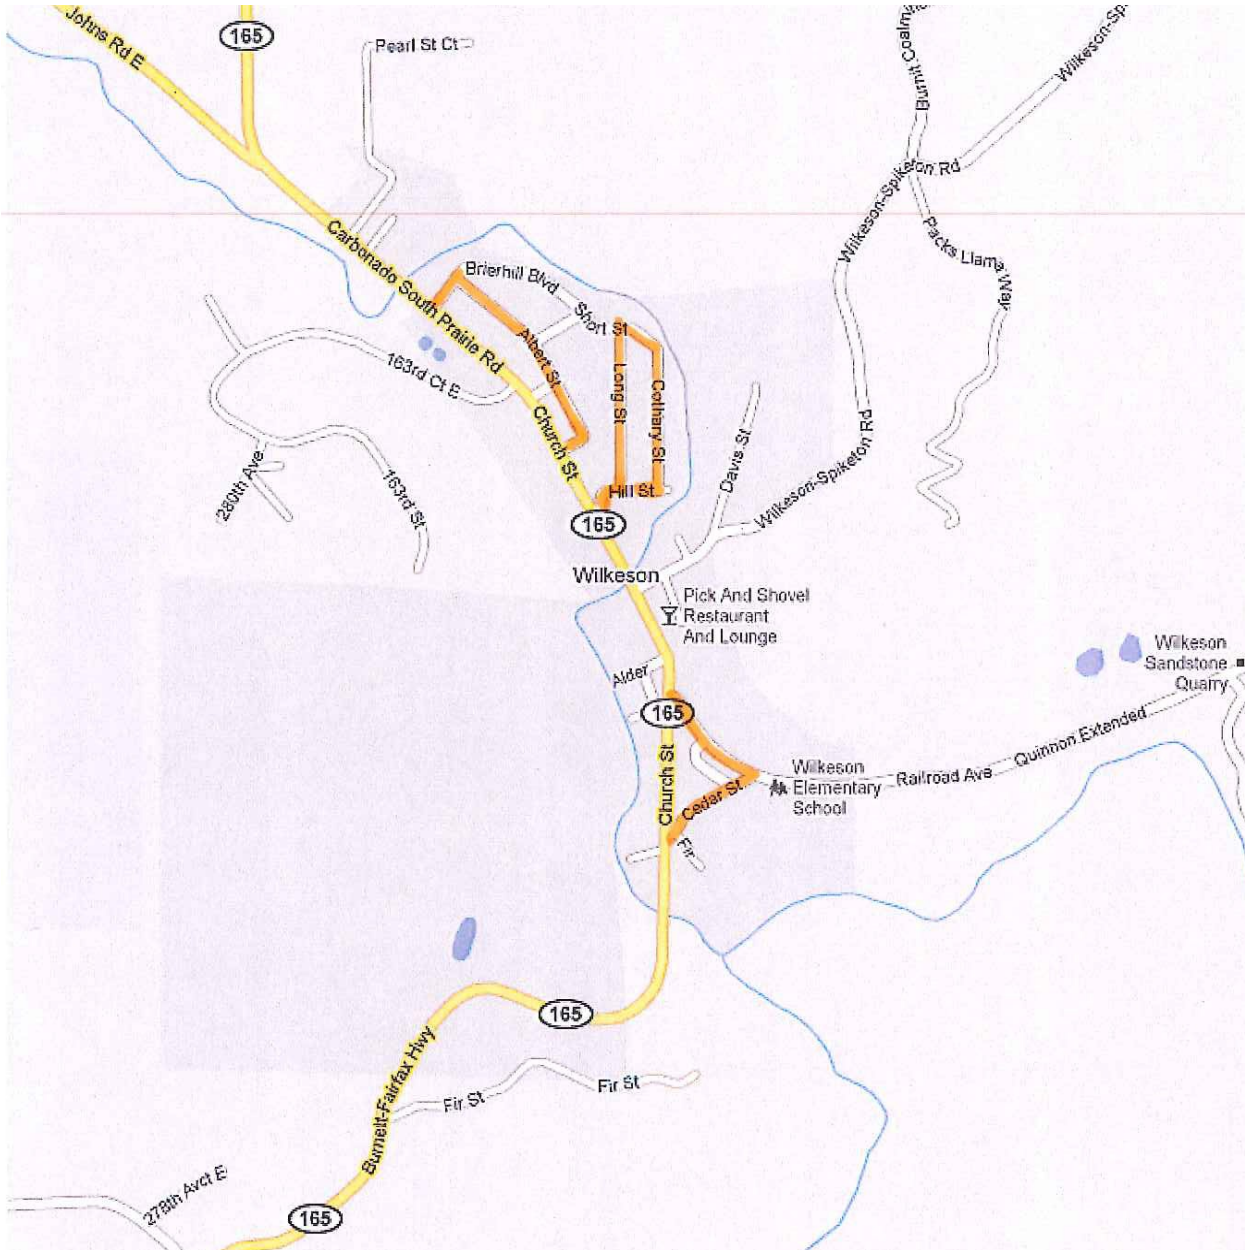 Johns Rd E
165
Pearl St Ct
Wilkeson-Sp
Wilkeson-Spiketon Rd
Wilkeson-Spiketon Rd
Packs Llama Way
Carbonado South Prairie Rd
Brierhill Blvd
Short St
Albert St
163rd Ct E
Long St
Cothary St
Church St
Davis St
280th Ave
163rd St
Hill St
165
Wilkeson-Spiketon Rd
Wilkeson
Pick And Shovel
Restaurant
And Lounge
Alder
165
Wilkeson
Sandstone
Quarry
Quinnon Extended
Railroad Ave
Church St
Cedar St
Wilkeson
Elementary
School
Fir
165
Burnett-Fairfax Hwy
Fir St
Fir St
278th Avct E
165